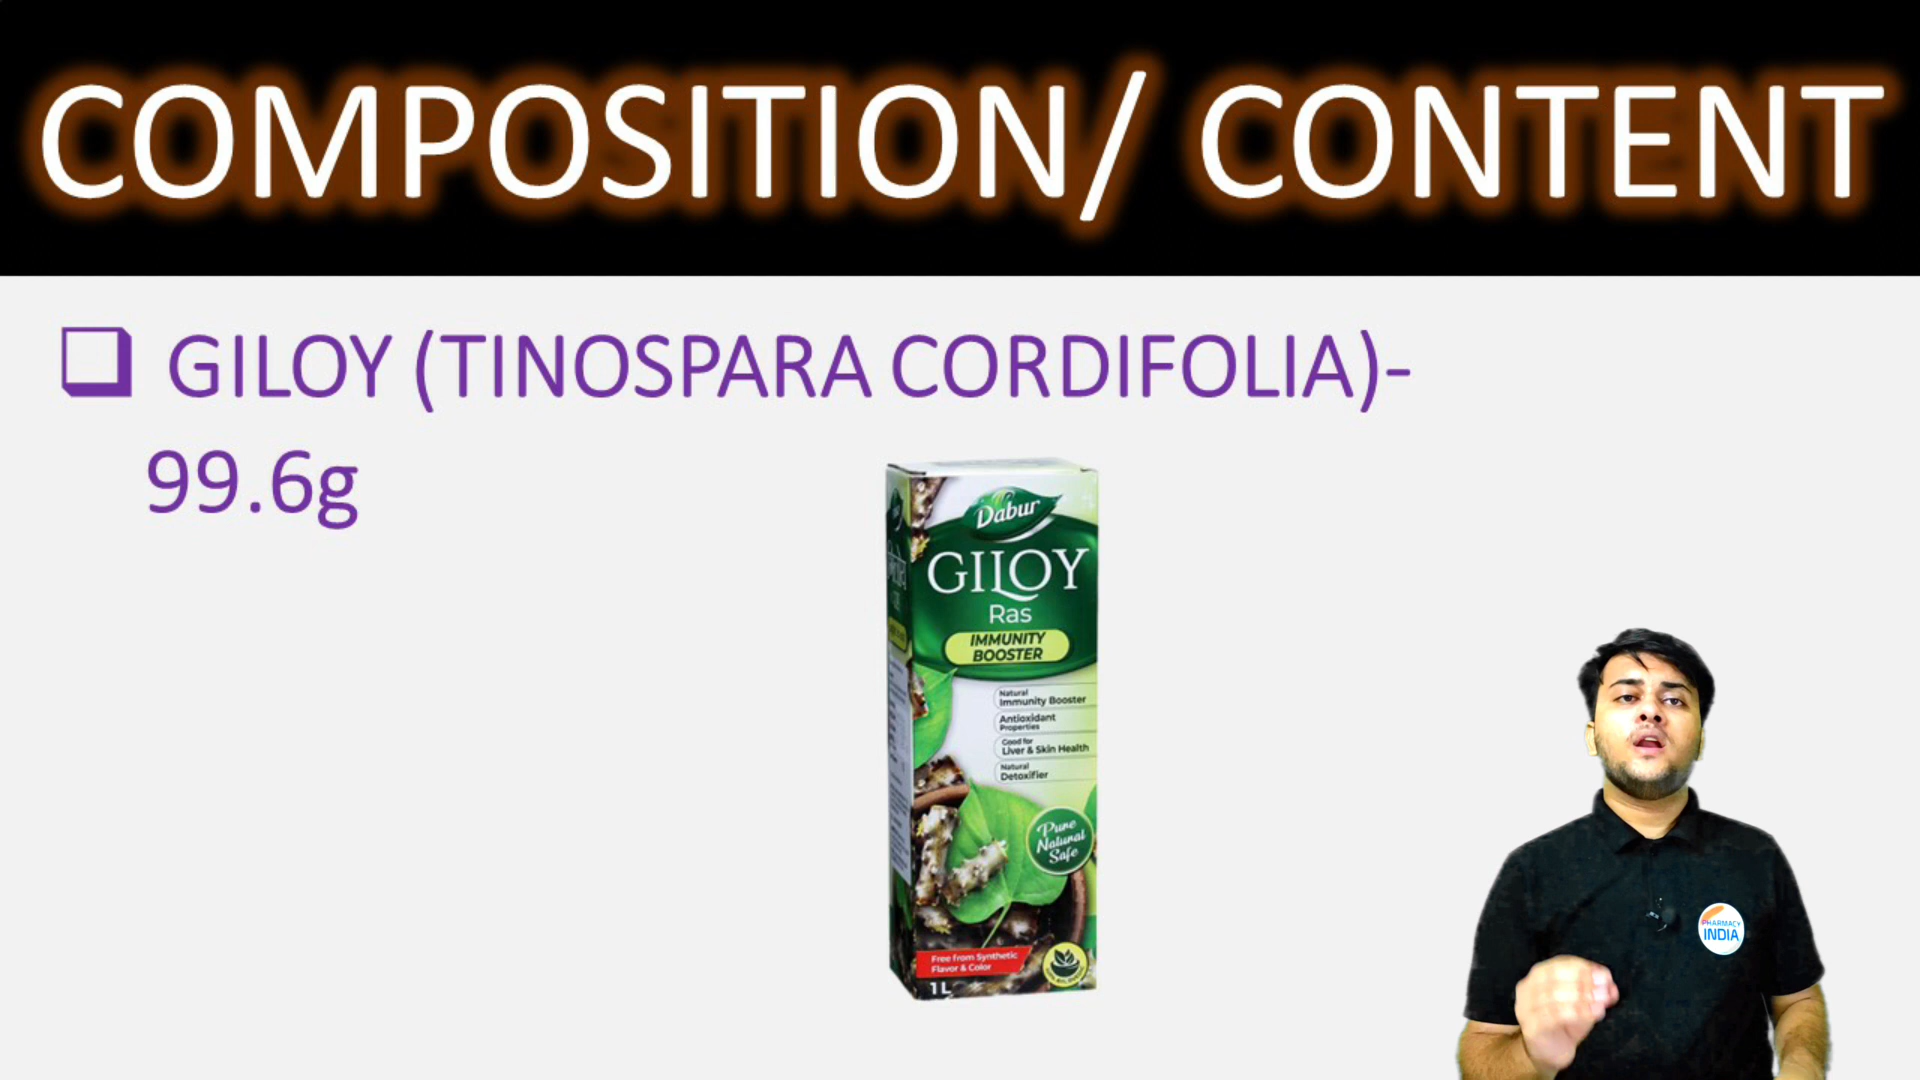 COMPOSITION/ CONTENT
GILOY (TINOSPARA CORDIFOLIA)-
99.6g
Dabur
GILOY
Ras
IMMUNITY
BOOSTER
Natural
Immunity Booster
Antioxidant
Properties
Good for
Liver & Skin Health
Natural
Detoxifier
Pure
Natural
Safe
Free from Synthetic
Flavor & Color
1L
PHARMACY
INDIA